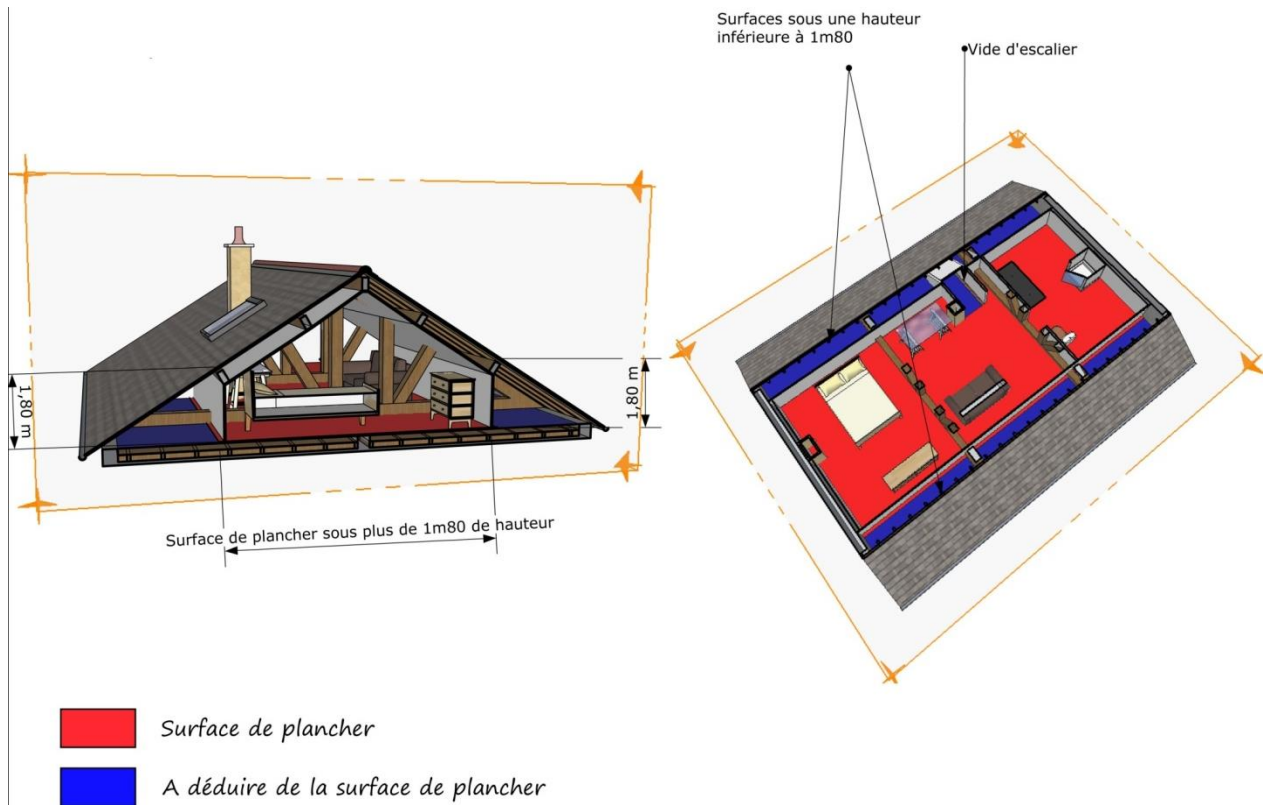 Surfaces sous une hauteur
inférieure à 1m80
Vide d'escalier
1,80 m
1,80 m
Surface de plancher sous plus de 1m80 de hauteur
Surface de plancher
A déduire de la surface de plancher